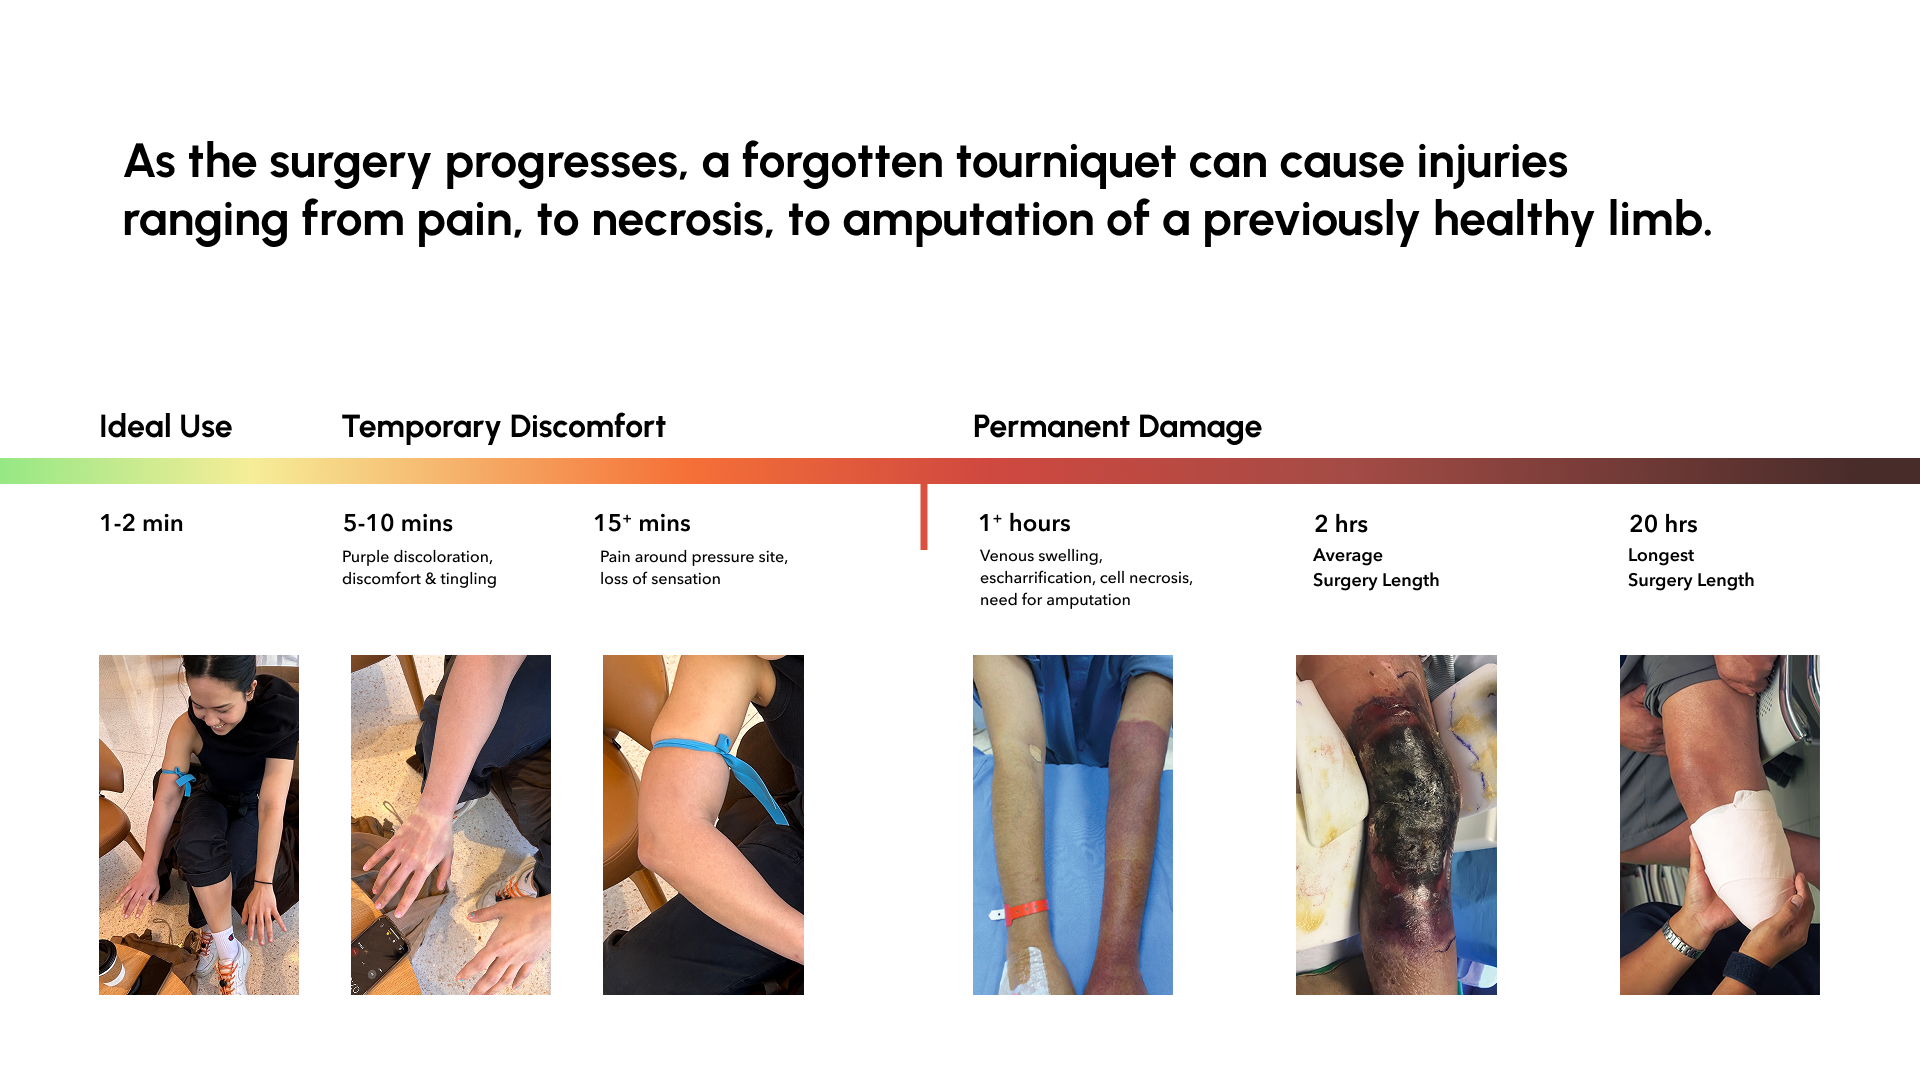 As the surgery progresses, a forgotten tourniquet can cause injuries
ranging from pain, to necrosis, to amputation of a previously healthy limb.
Ideal Use
Temporary Discomfort
Permanent Damage
1-2 min
5-10 mins
Purple discoloration,
discomfort & tingling
15⁺ mins
Pain around pressure site,
loss of sensation
1⁺ hours
Venous swelling,
escharrification, cell necrosis,
need for amputation
2 hrs
Average
Surgery Length
20 hrs
Longest
Surgery Length